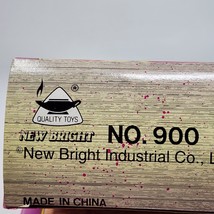 ®
QUALITY TOYS
NEW BRIGHT NO. 900
® New Bright Industrial Co., L
MADE IN CHINA